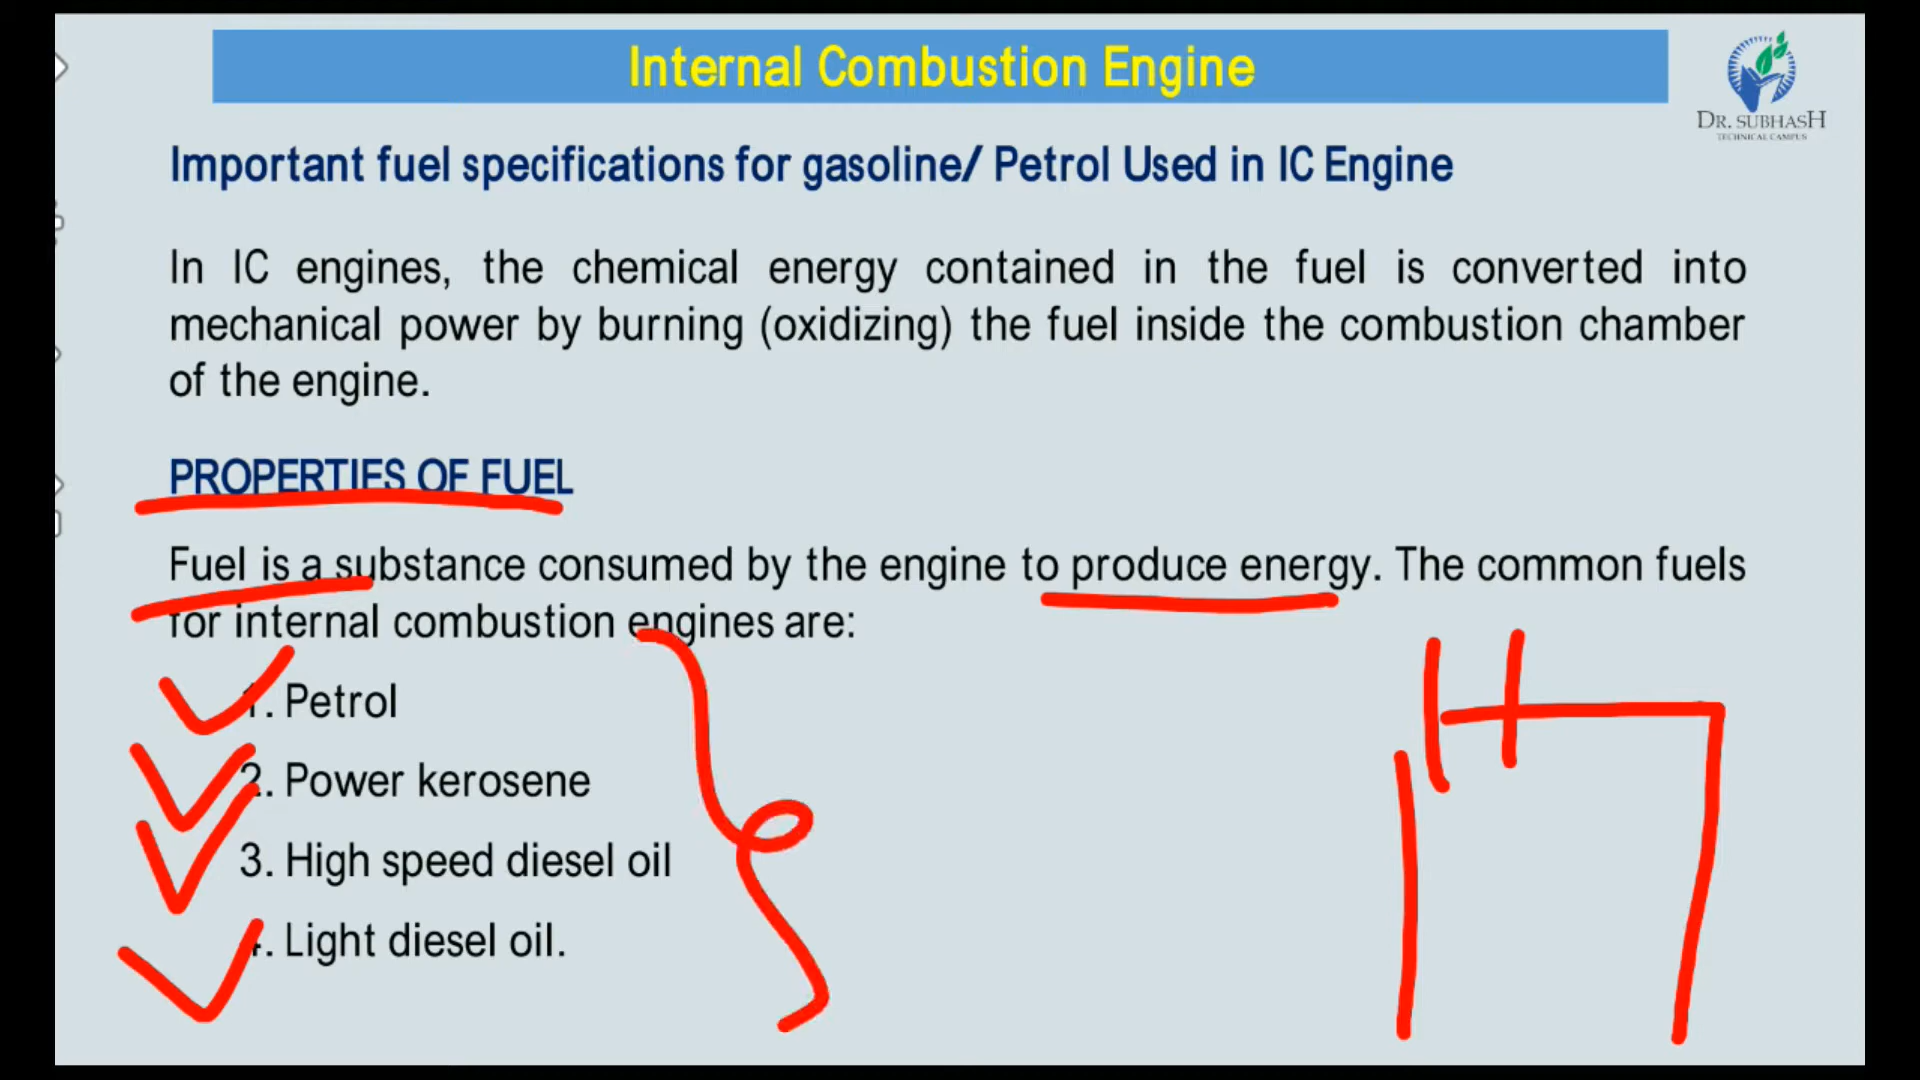 Internal Combustion Engine
DR. SUBHASH
TECHNICAL CAMPUS
Important fuel specifications for gasoline/ Petrol Used in IC Engine
In IC engines, the chemical energy contained in the fuel is converted into
mechanical power by burning (oxidizing) the fuel inside the combustion chamber
of the engine.
PROPERTIES OF FUEL
Fuel is a substance consumed by the engine to produce energy. The common fuels
for internal combustion engines are:
1. Petrol
2. Power kerosene
3. High speed diesel oil
4. Light diesel oil.